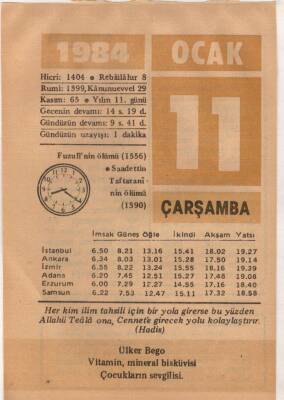 1984
OCAK
11
ÇARŞAMBA
Hicri: 1404 • Rebiülâhır 8
Rumi: 1399, Kânunuevvel 29
Kasım: 65 • Yılın 11. günü
Gecenin devamı: 14 s. 19 d.
Gündüzün devamı: 9 s. 41 d.
Gündüzün uzayışı: 1 dakika
Fuzulî'nin ölümü (1556)
• Saadettin
Taftaranî'
nin ölümü
(1390)
İmsak Güneş Öğle İkindi Akşam Yatsı
İstanbul 6.50 8.21 13.16 15.41 18.02 19.27
Ankara 6.34 8.03 13.01 15.28 17.50 19.14
İzmir 6.55 8.22 13.24 15.55 18.16 19.39
Adana 6.20 7.45 12.51 15.27 17.48 19.08
Erzurum 6.00 7.29 12.27 14.55 17.16 18.40
Samsun 6.22 7.53 12.47 15.11 17.32 18.58
Her kim ilim tahsili için bir yola girerse bu yüzden
Allahü Teâlâ ona, Cennete girecek yolu kolaylaştırır.
(Hadis)
Ülker Bego
Vitamin, mineral bisküvisi
Çocukların sevgilisi.